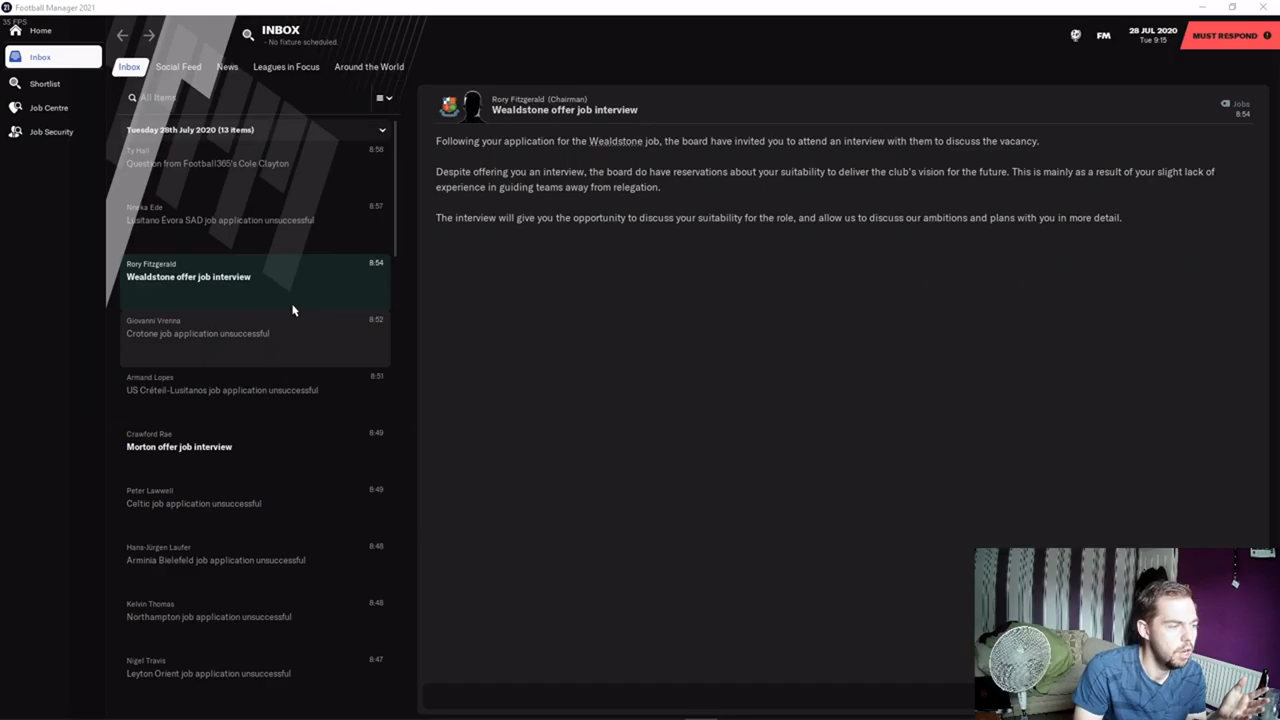 Football Manager 2021
35 FPS
Home
Inbox
Shortlist
Job Centre
Job Security
INBOX
- No fixture scheduled.
FM
28 JUL 2020
Tue 9:15
MUST RESPOND
Inbox
Social Feed
News
Leagues in Focus
Around the World
All Items
Tuesday 28th July 2020 (13 items)
Ty Hall
8:58
Question from Football365's Cole Clayton
Nneka Ede
8:57
Lusitano Évora SAD job application unsuccessful
Rory Fitzgerald
8:54
Wealdstone offer job interview
Giovanni Vrenna
8:52
Crotone job application unsuccessful
Armand Lopes
8:51
US Créteil-Lusitanos job application unsuccessful
Crawford Rae
8:49
Morton offer job interview
Peter Lawwell
8:49
Celtic job application unsuccessful
Hans-Jürgen Laufer
8:48
Arminia Bielefeld job application unsuccessful
Kelvin Thomas
8:48
Northampton job application unsuccessful
Nigel Travis
8:47
Leyton Orient job application unsuccessful
Rory Fitzgerald (Chairman)
Wealdstone offer job interview
Jobs
8:54
Following your application for the Wealdstone job, the board have invited you to attend an interview with them to discuss the vacancy.
Despite offering you an interview, the board do have reservations about your suitability to deliver the club's vision for the future. This is mainly as a result of your slight lack of
experience in guiding teams away from relegation.
The interview will give you the opportunity to discuss your suitability for the role, and allow us to discuss our ambitions and plans with you in more detail.